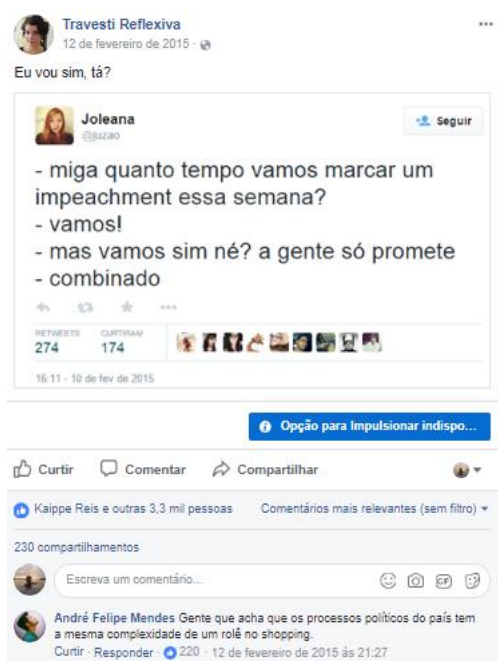 Travesti Reflexiva
12 de fevereiro de 2015 ·
Eu vou sim, tá?
Joleana
@juzao
Seguir
- miga quanto tempo vamos marcar um
impeachment essa semana?
- vamos!
- mas vamos sim né? a gente só promete
- combinado
RETWEETS
274
CURTIRAM
174
16:11 - 10 de fev de 2015
Opção para Impulsionar indispo...
Curtir
Comentar
Compartilhar
Kaippe Reis e outras 3,3 mil pessoas
Comentários mais relevantes (sem filtro)
230 compartilhamentos
Escreva um comentário...
GIF
André Felipe Mendes Gente que acha que os processos políticos do país tem
a mesma complexidade de um rolê no shopping.
Curtir · Responder · 220 · 12 de fevereiro de 2015 às 21:27